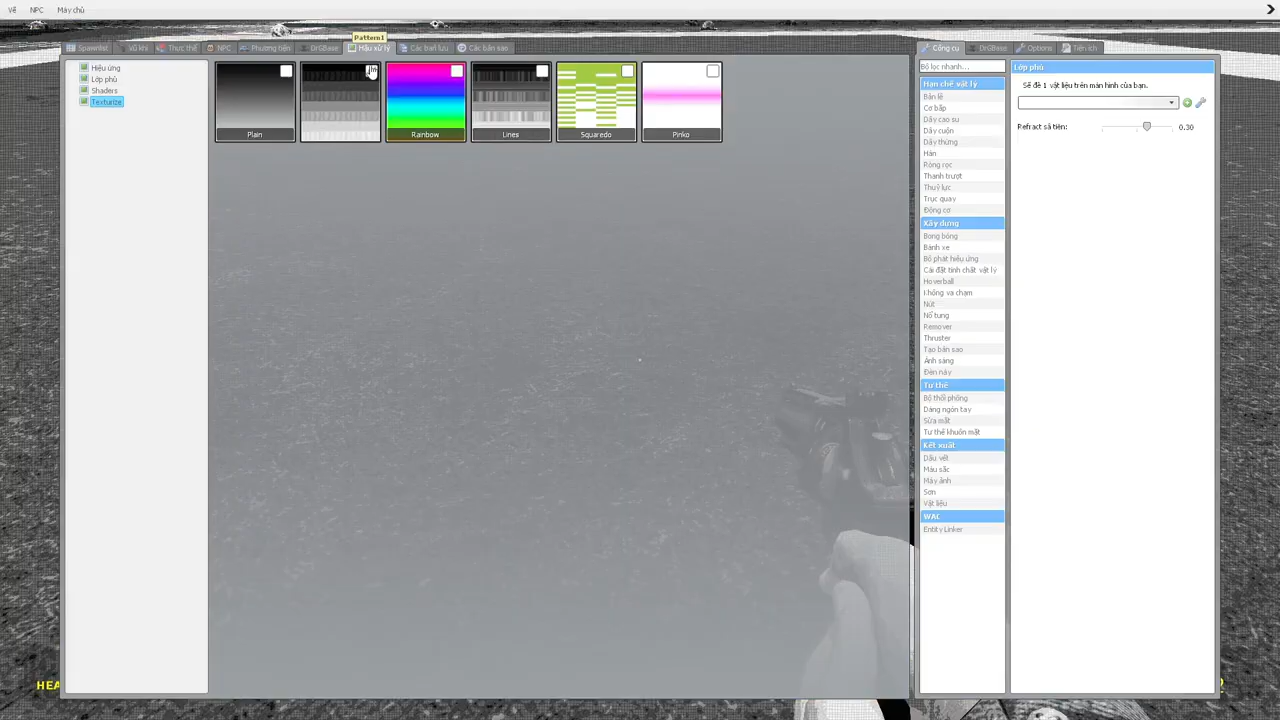 Vẽ NPC Máy chủ
Pattern1
Spawnlist Vũ khí Thực thể NPC Phương tiện DrGBase Hậu xử lý Các bản lưu Các bản sao
Công cụ DrGBase Options Tiện ích
Hiệu ứng
Lớp phủ
Shaders
Texturize
Plain
Rainbow
Lines
Squaredo
Pinko
Bộ lọc nhanh...
Hạn chế vật lý
Bản lề
Cơ bắp
Dây cao su
Dây cuộn
Dây thừng
Hàn
Ròng rọc
Thanh trượt
Thuỷ lực
Trục quay
Động cơ
Xây dựng
Bong bóng
Bánh xe
Bộ phát hiệu ứng
Cài đặt tính chất vật lý
Hoverball
Không va chạm
Nút
Nổ tung
Remover
Thruster
Tạo bản sao
Ánh sáng
Đèn này
Tư thế
Bộ thổi phồng
Dáng ngón tay
Sửa mắt
Tư thế khuôn mặt
Kết xuất
Dấu vết
Màu sắc
Máy ảnh
Sơn
Vật liệu
WAC
Entity Linker
Lớp phủ
Sẽ đè 1 vật liệu trên màn hình của bạn.
Refract số tiền: 0.30
HEA